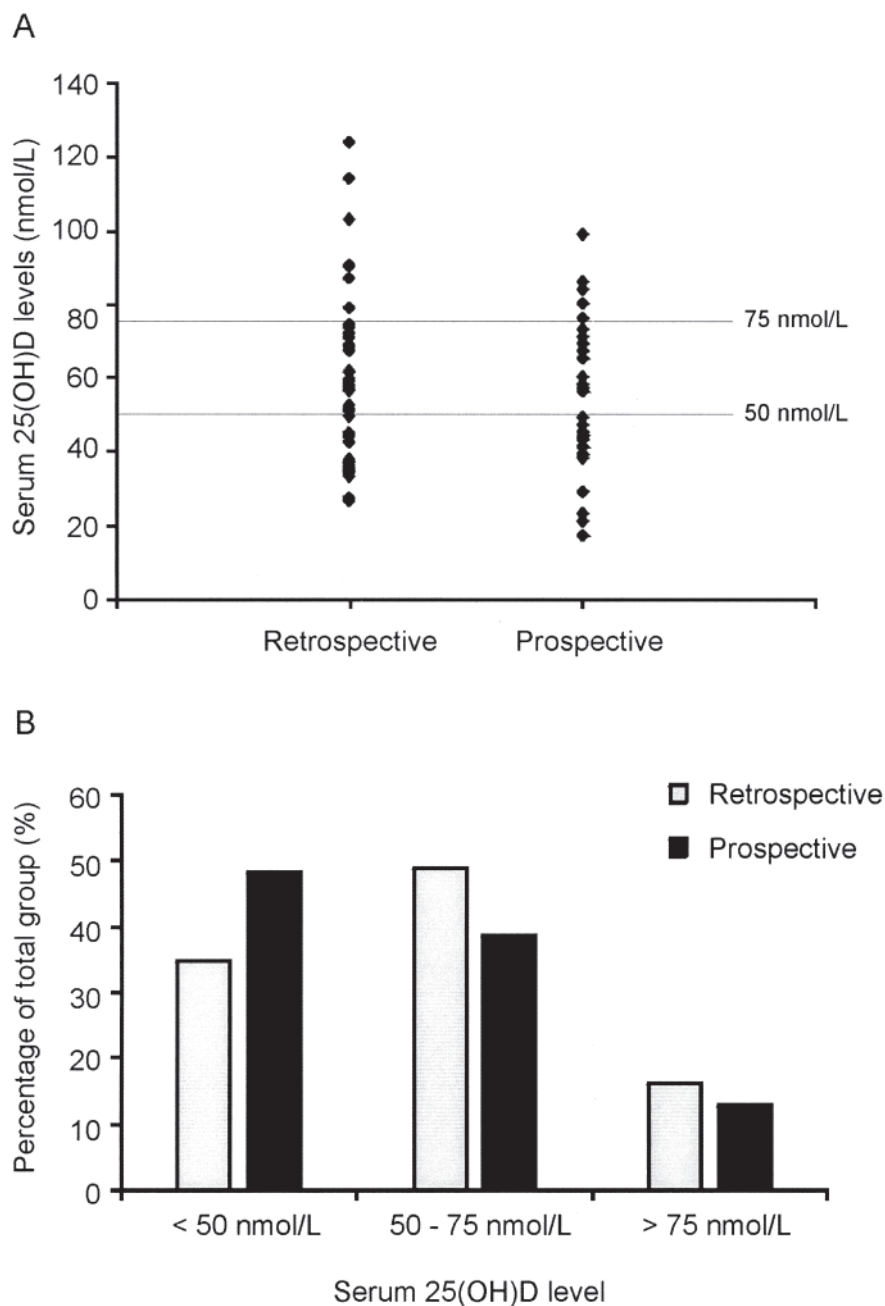 A
Serum 25(OH)D levels (nmol/L)
140
120
100
80
60
40
20
0
75 nmol/L
50 nmol/L
Retrospective Prospective
B
Percentage of total group (%)
60
50
40
30
20
10
0
Retrospective
Prospective
< 50 nmol/L 50 - 75 nmol/L > 75 nmol/L
Serum 25(OH)D level